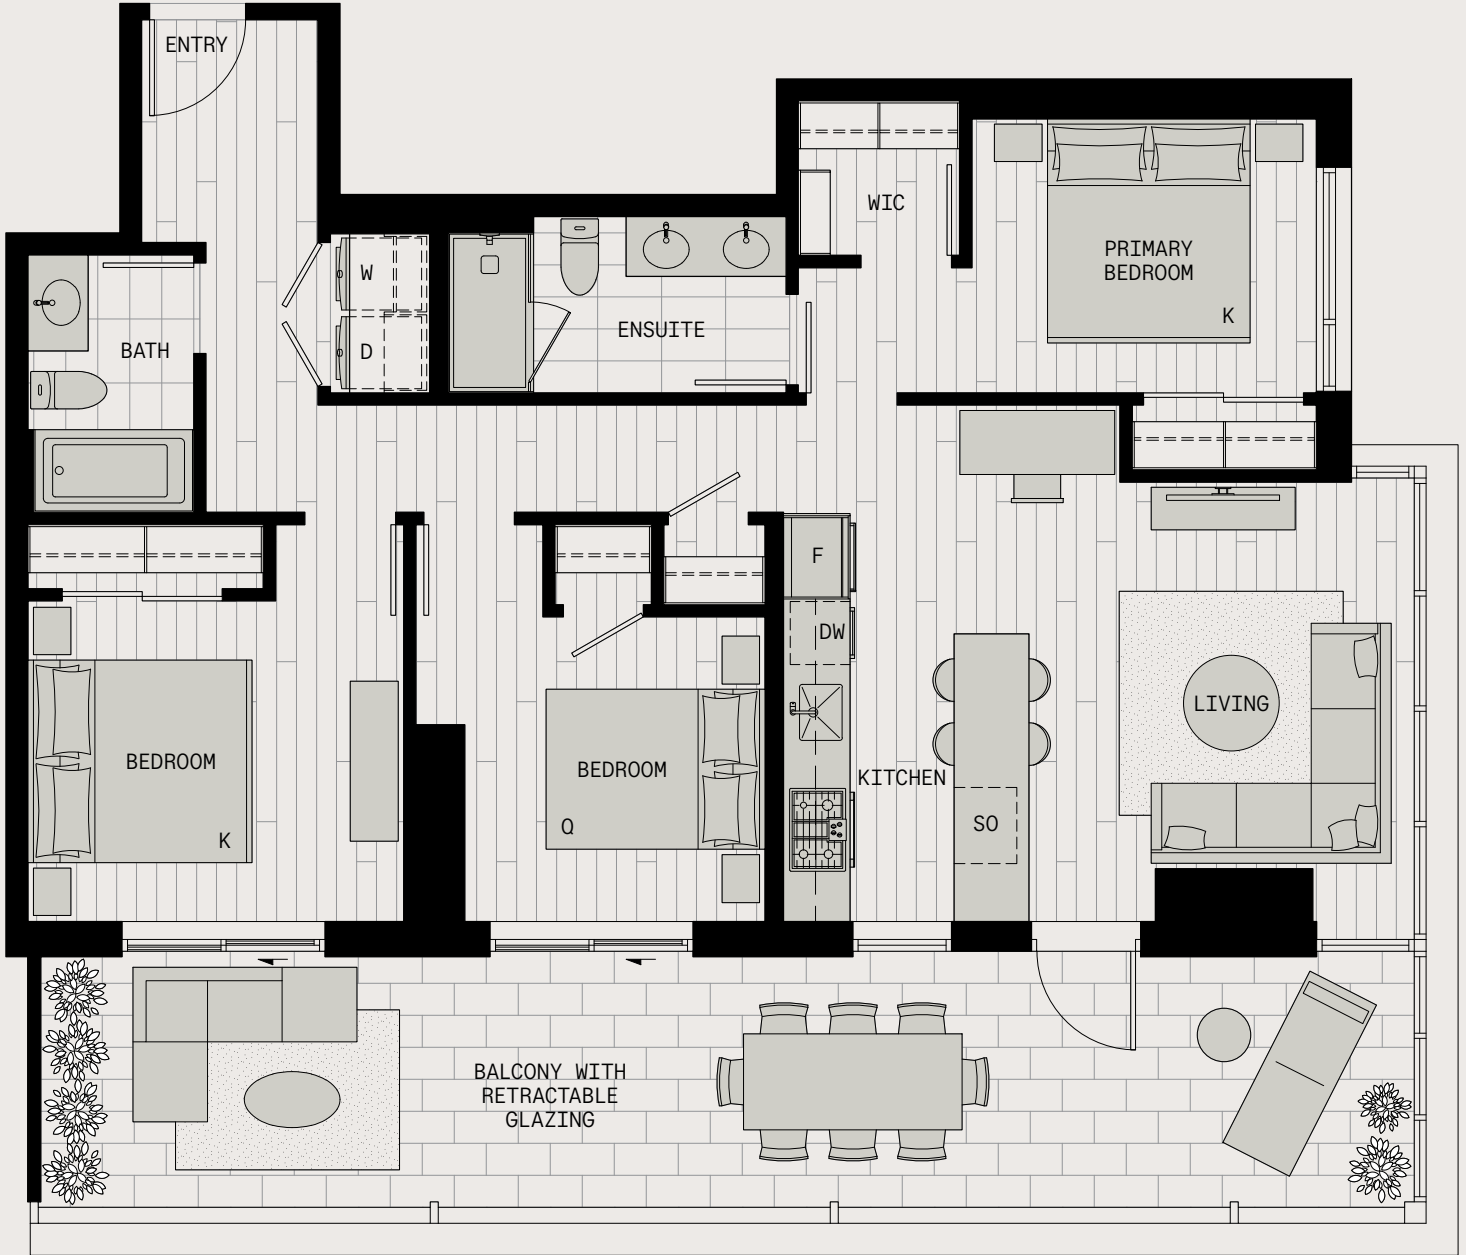 ENTRY
WIC
PRIMARY
BEDROOM
K
W
D
ENSUITE
BATH
F
DW
LIVING
BEDROOM
K
BEDROOM
Q
KITCHEN
SO
BALCONY WITH
RETRACTABLE
GLAZING